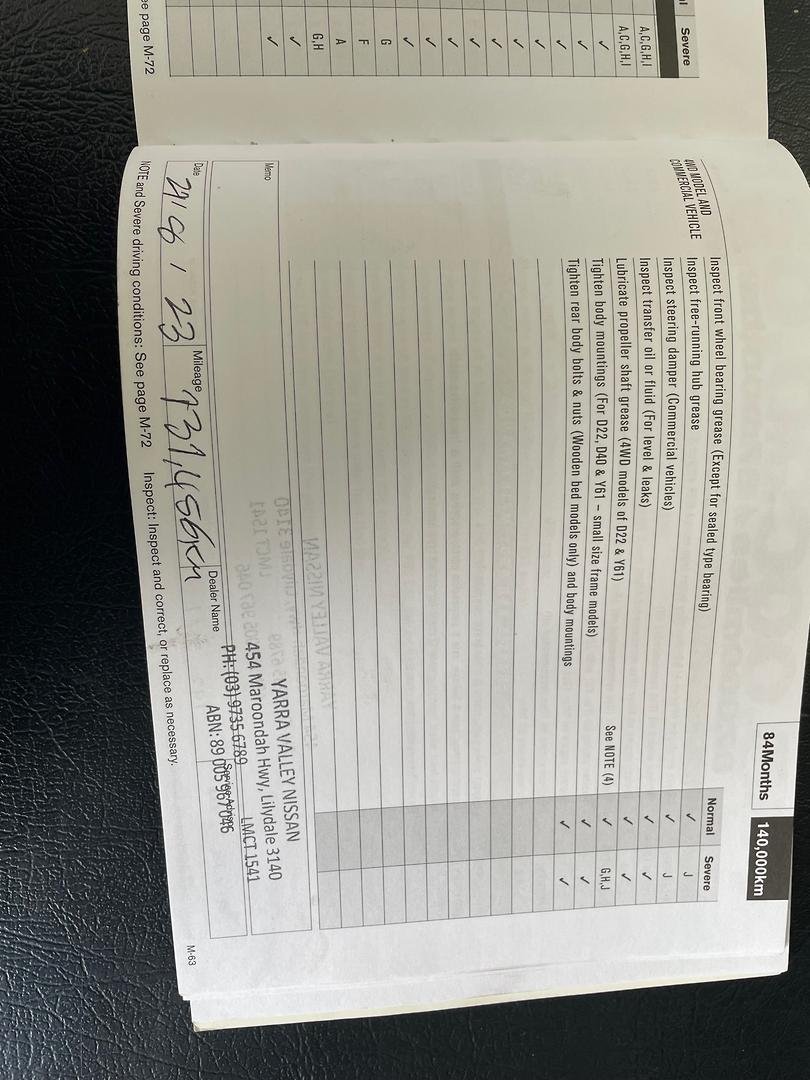 Severe
A,C,G,H,I
A,C,G,H,I
✓
✓
✓
✓
✓
✓
✓
✓
✓
✓
G
F
A
G,H
✓
✓
ee page M-72
84Months 140,000km
Normal Severe
4WD MODEL AND
COMMERCIAL VEHICLE
Inspect front wheel bearing grease (Except for sealed type bearing) ✓ J
Inspect free-running hub grease ✓ J
Inspect steering damper (Commercial vehicles) ✓ ✓
Inspect transfer oil or fluid (For level & leaks) ✓ ✓
Lubricate propeller shaft grease (4WD models of D22 & Y61) See NOTE (4) ✓ G,H,J
Tighten body mountings (For D22, D40 & Y61 – small size frame models) ✓ ✓
Tighten rear body bolts & nuts (Wooden bed models only) and body mountings ✓ ✓
Memo
YARRA VALLEY NISSAN
454 Maroondah Hwy, Lilydale 3140
PH: (03) 9735 6789 LMCT 1541
ABN: 89 005 967 046
Date Mileage 131,456km Dealer Name Service Advisor
NOTE and Severe driving conditions: See page M-72 Inspect: Inspect and correct, or replace as necessary.
M-63